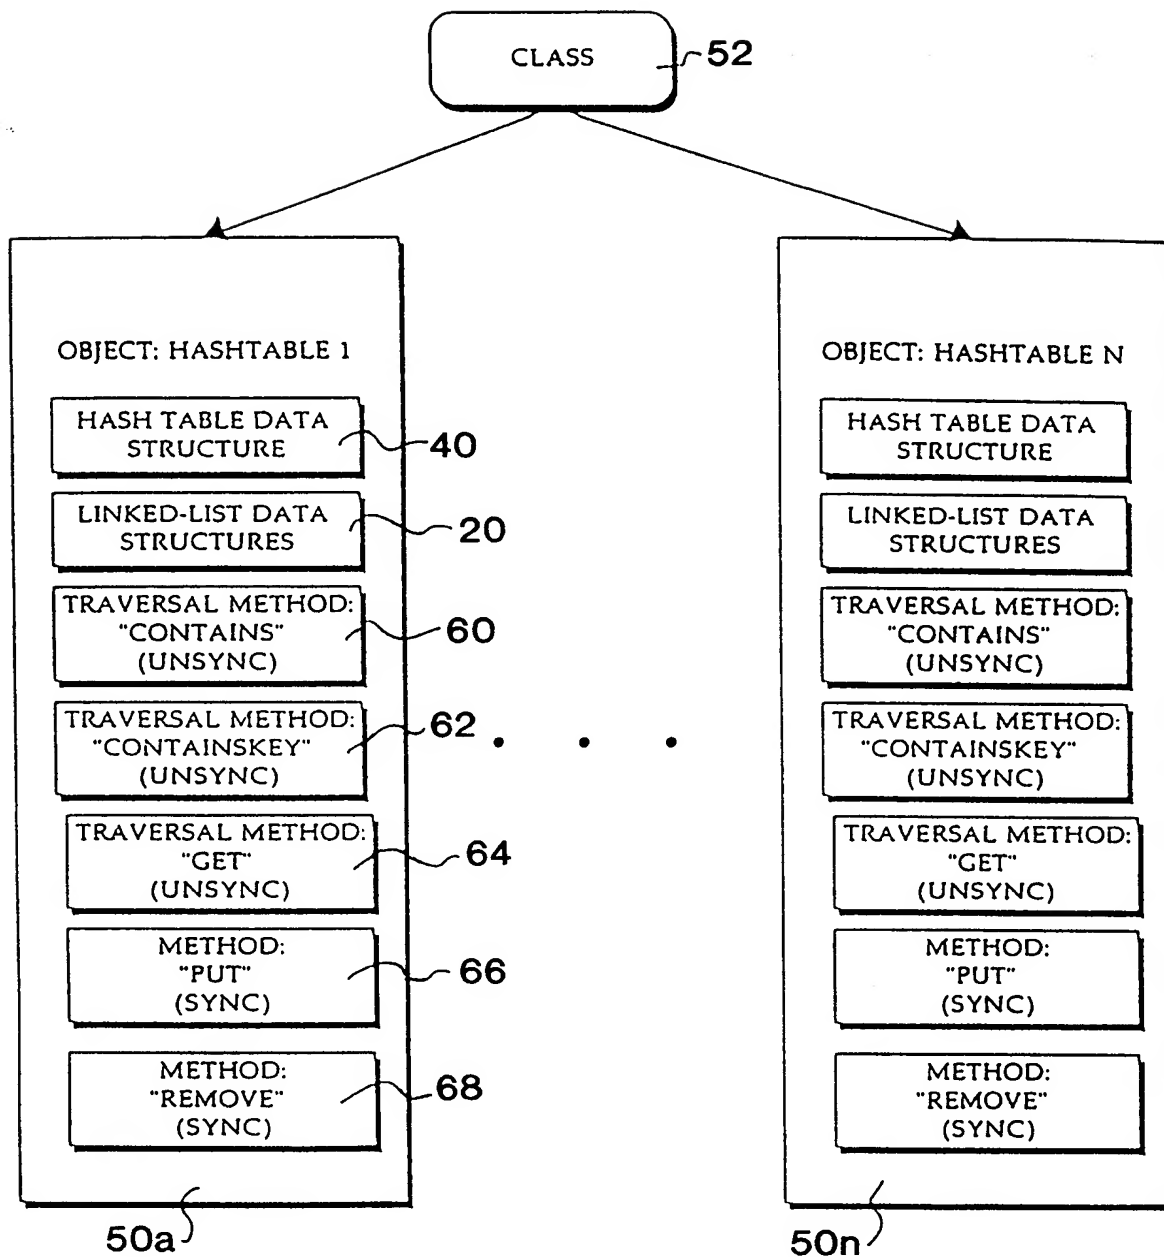 CLASS
52
OBJECT: HASHTABLE 1
HASH TABLE DATA
STRUCTURE
40
LINKED-LIST DATA
STRUCTURES
20
TRAVERSAL METHOD:
"CONTAINS"
(UNSYNC)
60
TRAVERSAL METHOD:
"CONTAINSKEY"
(UNSYNC)
62
TRAVERSAL METHOD:
"GET"
(UNSYNC)
64
METHOD:
"PUT"
(SYNC)
66
METHOD:
"REMOVE"
(SYNC)
68
50a
OBJECT: HASHTABLE N
HASH TABLE DATA
STRUCTURE
LINKED-LIST DATA
STRUCTURES
TRAVERSAL METHOD:
"CONTAINS"
(UNSYNC)
TRAVERSAL METHOD:
"CONTAINSKEY"
(UNSYNC)
TRAVERSAL METHOD:
"GET"
(UNSYNC)
METHOD:
"PUT"
(SYNC)
METHOD:
"REMOVE"
(SYNC)
50n